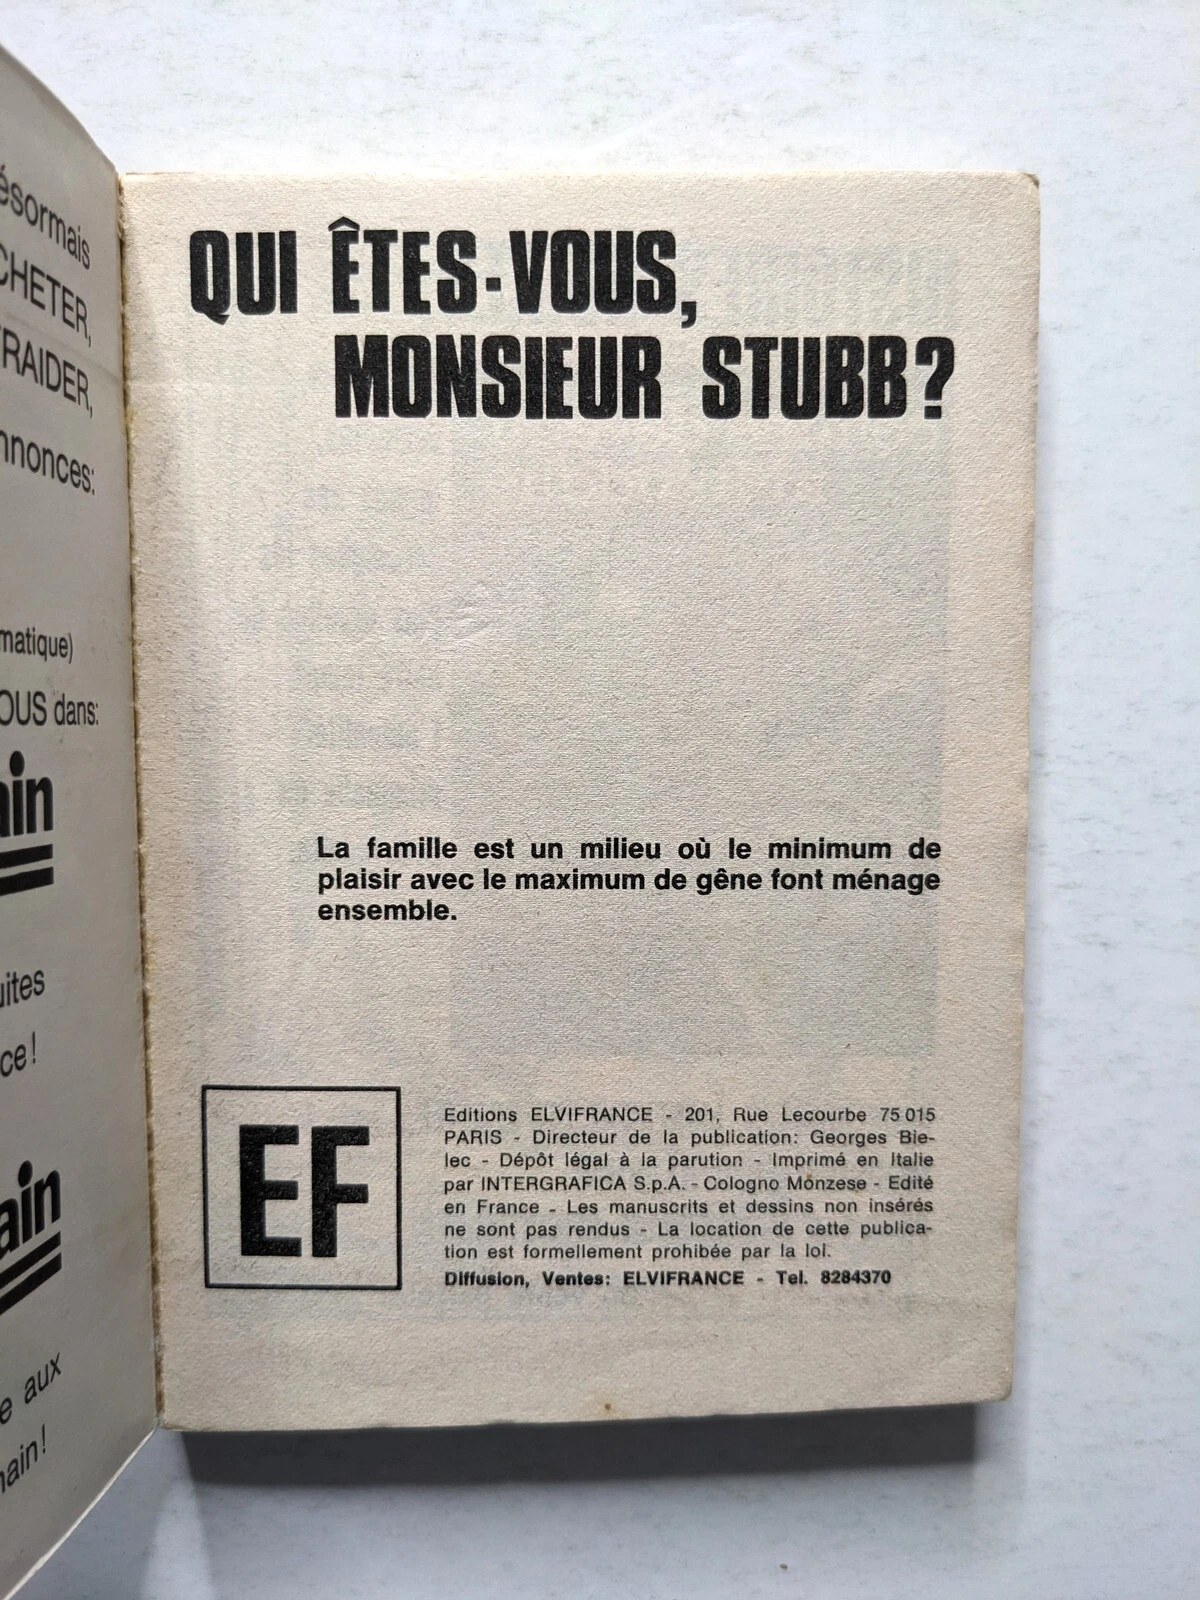 ésormais
CHETER,
RAIDER,
nnonces:
matique)
OUS dans:
ain
uites
ce!
ain
e aux
nain!
QUI ÊTES-VOUS,
MONSIEUR STUBB?
La famille est un milieu où le minimum de
plaisir avec le maximum de gêne font ménage
ensemble.
EF
Editions ELVIFRANCE - 201, Rue Lecourbe 75 015
PARIS - Directeur de la publication: Georges Bie-
lec - Dépôt légal à la parution - Imprimé en Italie
par INTERGRAFICA S.p.A. - Cologno Monzese - Edité
en France - Les manuscrits et dessins non insérés
ne sont pas rendus - La location de cette publica-
tion est formellement prohibée par la loi.
Diffusion, Ventes: ELVIFRANCE - Tel. 8284370